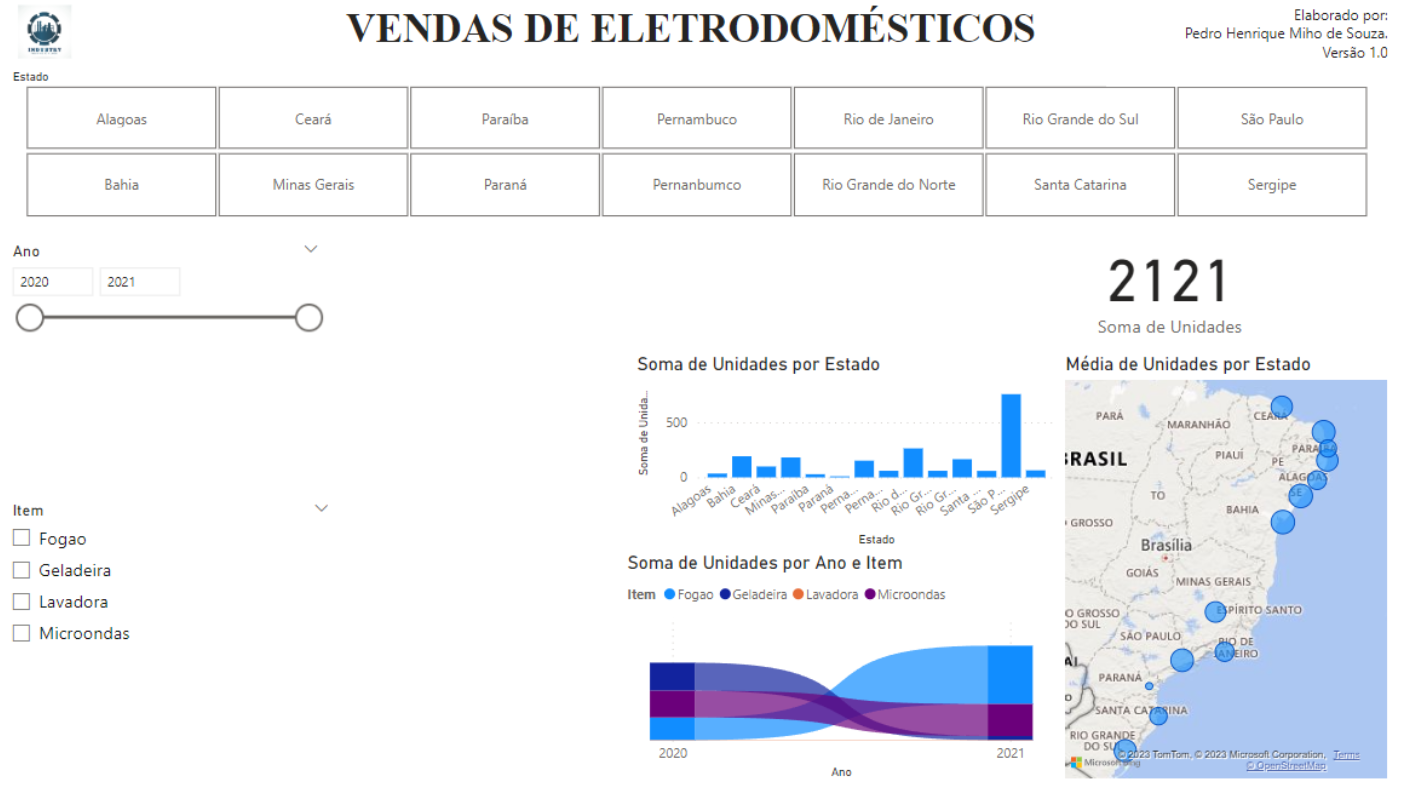 INDUSTRY
VENDAS DE ELETRODOMÉSTICOS
Elaborado por:
Pedro Henrique Miho de Souza.
Versão 1.0
Estado
Alagoas
Ceará
Paraíba
Pernambuco
Rio de Janeiro
Rio Grande do Sul
São Paulo
Bahia
Minas Gerais
Paraná
Pernanbumco
Rio Grande do Norte
Santa Catarina
Sergipe
Ano
2020
2021
2121
Soma de Unidades
Item
Fogao
Geladeira
Lavadora
Microondas
Soma de Unidades por Estado
Soma de Unida...
500
0
Alagoas
Bahia
Ceará
Minas...
Paraíba
Paraná
Perna...
Perna...
Rio d...
Rio Gr...
Rio Gr...
Santa ...
São P...
Sergipe
Estado
Soma de Unidades por Ano e Item
Item Fogao Geladeira Lavadora Microondas
2020
2021
Ano
Média de Unidades por Estado
PARÁ
MARANHÃO
CEARÁ
BRASIL
PIAUÍ
PE
PARAÍBA
ALAGOAS
SE
TO
BAHIA
GROSSO
Brasília
GOIÁS
MINAS GERAIS
O GROSSO
DO SUL
ESPÍRITO SANTO
SÃO PAULO
RIO DE
JANEIRO
AI
PARANÁ
SANTA CATARINA
RIO GRANDE
DO SUL
© 2023 TomTom, © 2023 Microsoft Corporation, Terms
Microsoft Bing
© OpenStreetMap